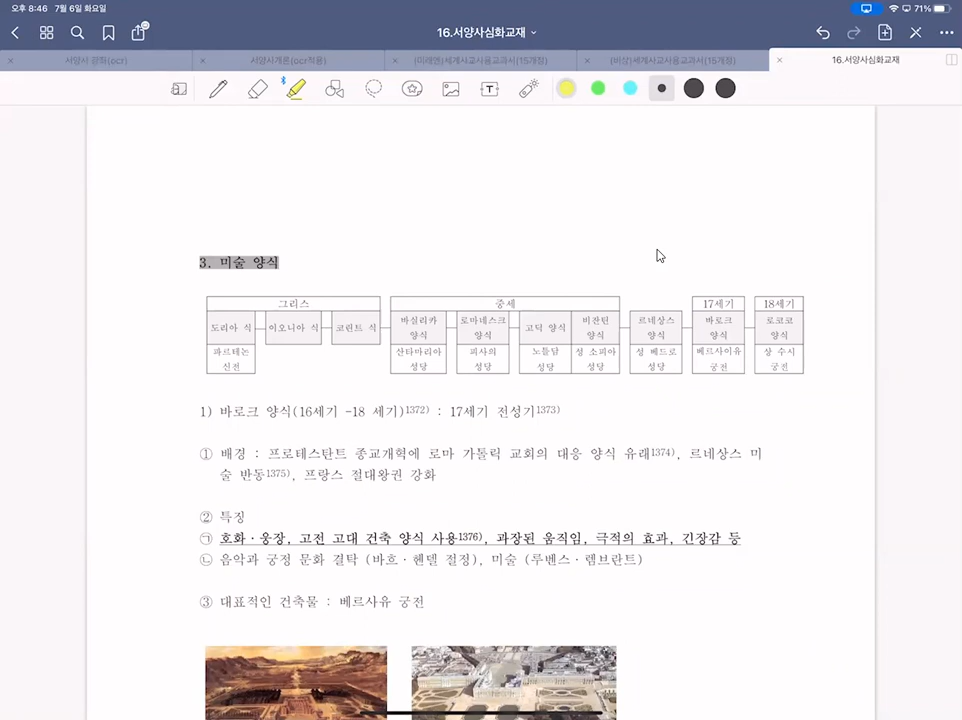 오후 8:46 7월 6일 화요일
71%
16.서양사심화교재
서양사 강화(ocr)
서양사개론(ocr적용)
(미래엔)세계사교사용교과서(15개정)
(비상)세계사교사용교과서(15개정)
16.서양사심화교재
3. 미술 양식
그리스 중세 17세기 18세기
도리아 식 이오니아 식 코린트 식 바실리카 양식 로마네스크 양식 고딕 양식 비잔틴 양식 르네상스 양식 바로크 양식 로코코 양식
파르테논 신전 산타마리아 성당 피사의 성당 노틀담 성당 성 소피아 성당 성 베드로 성당 베르사이유 궁전 상 수시 궁전
1) 바로크 양식(16세기 -18 세기)1372) : 17세기 전성기1373)
① 배경 : 프로테스탄트 종교개혁에 로마 가톨릭 교회의 대응 양식 유래1374), 르네상스 미
술 반동1375), 프랑스 절대왕권 강화
② 특징
㉠ 호화·웅장, 고전 고대 건축 양식 사용1376), 과장된 움직임, 극적의 효과, 긴장감 등
㉡ 음악과 궁정 문화 결탁 (바흐·헨델 절정), 미술 (루벤스·렘브란트)
③ 대표적인 건축물 : 베르사유 궁전